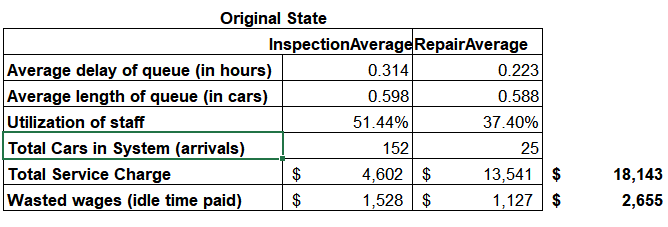 Original State
InspectionAverage RepairAverage
Average delay of queue (in hours) 0.314 0.223
Average length of queue (in cars) 0.598 0.588
Utilization of staff 51.44% 37.40%
Total Cars in System (arrivals) 152 25
Total Service Charge $ 4,602 $ 13,541 $ 18,143
Wasted wages (idle time paid) $ 1,528 $ 1,127 $ 2,655